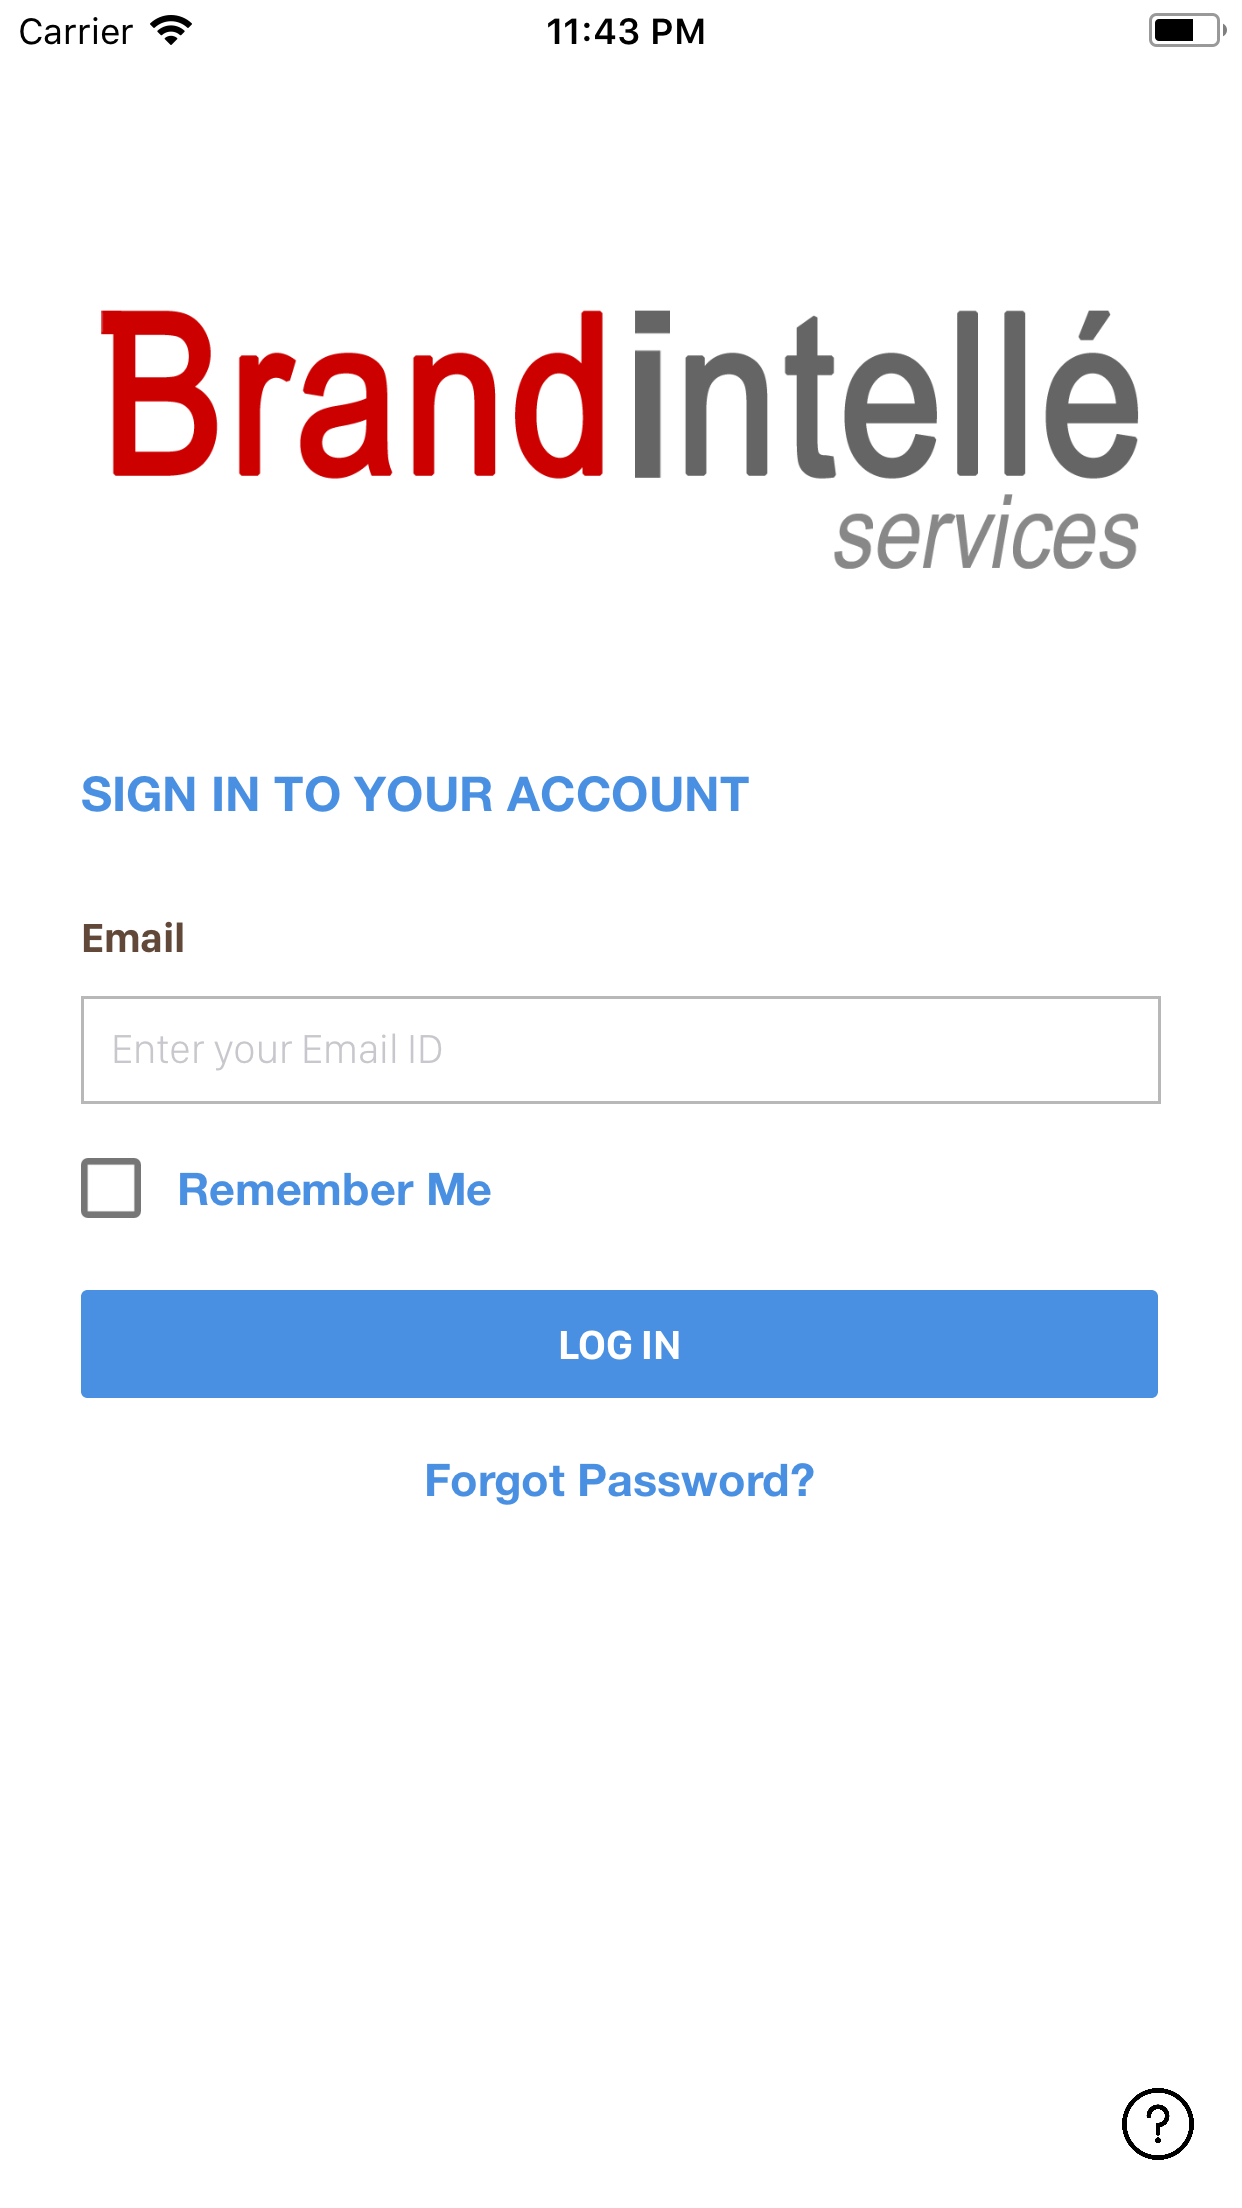 Carrier 11:43 PM
Brandintellé
services
SIGN IN TO YOUR ACCOUNT
Email
Enter your Email ID
Remember Me
LOG IN
Forgot Password?
?